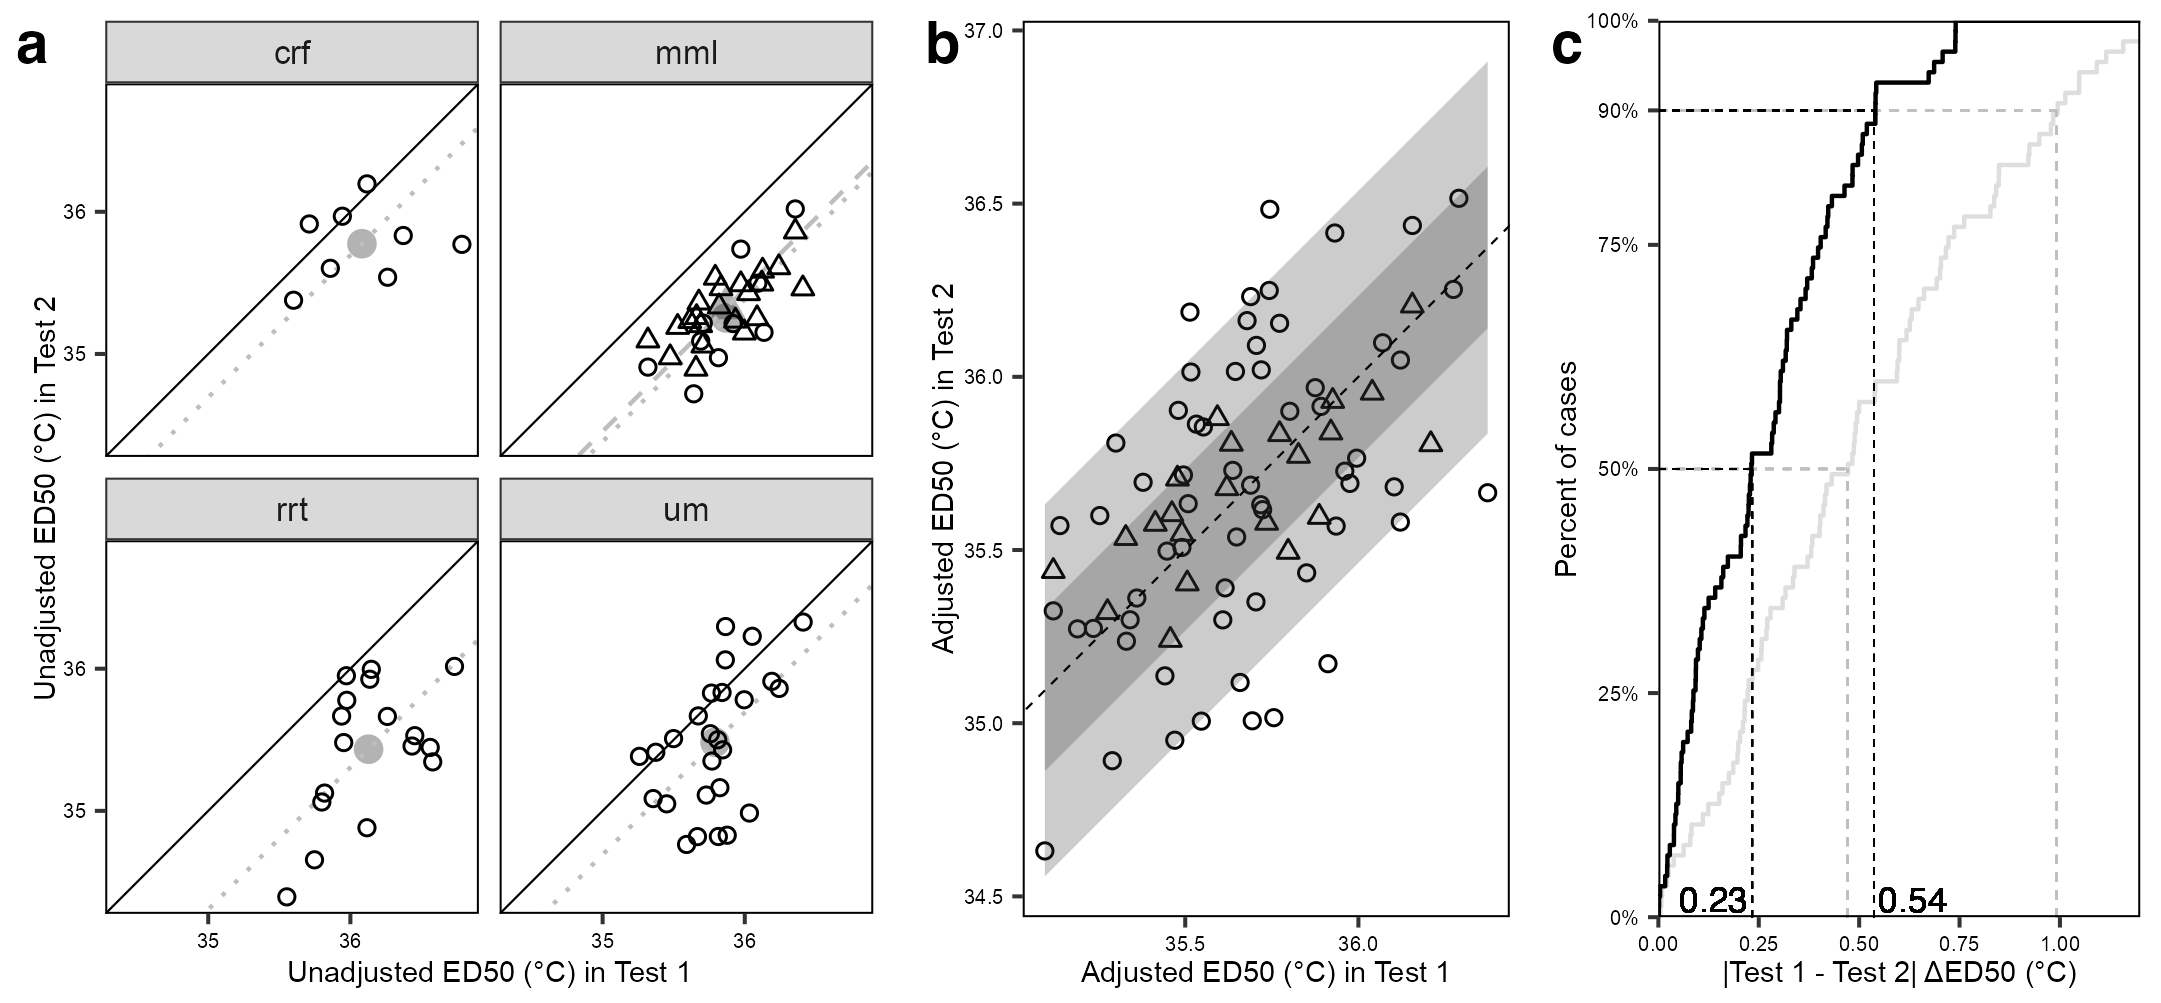 a
crf
mml
36
35
rrt
um
36
35
35
36
35
36
Unadjusted ED50 (°C) in Test 2
Unadjusted ED50 (°C) in Test 1
b
37.0
36.5
36.0
35.5
35.0
34.5
35.5
36.0
Adjusted ED50 (°C) in Test 2
Adjusted ED50 (°C) in Test 1
c
100%
90%
75%
50%
25%
0%
0.23
0.54
0.00
0.25
0.50
0.75
1.00
Percent of cases
|Test 1 - Test 2| ΔED50 (°C)